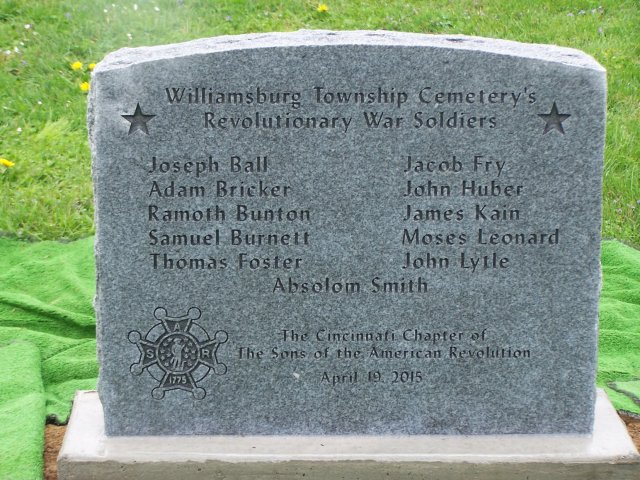 Williamsburg Township Cemetery's
Revolutionary War Soldiers
Joseph Ball
Adam Bricker
Ramoth Bunton
Samuel Burnett
Thomas Foster
Jacob Fry
John Huber
James Kain
Moses Leonard
John Lytle
Absolom Smith
SAR
1775
The Cincinnati Chapter of
The Sons of the American Revolution
April 19, 2015